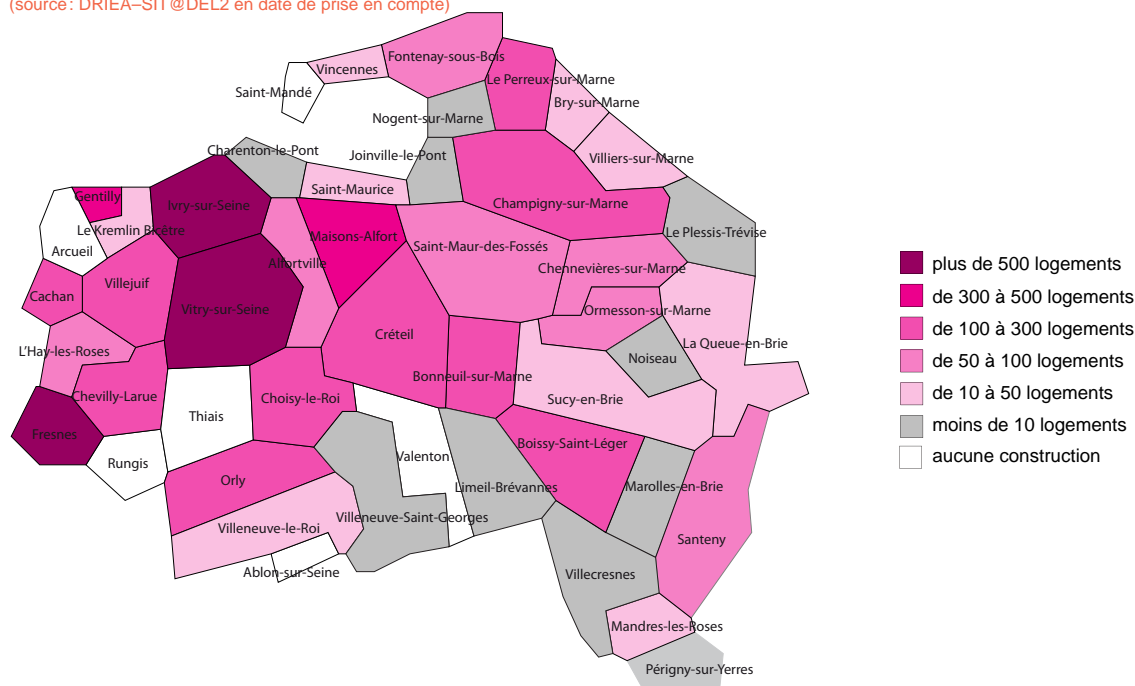 (source : DRIEA–SIT@DEL2 en date de prise en compte)
Fontenay-sous-Bois
Vincennes
Le Perreux-sur-Marne
Saint-Mandé
Bry-sur-Marne
Nogent-sur-Marne
Charenton-le-Pont
Joinville-le-Pont
Villiers-sur-Marne
Saint-Maurice
Gentilly
Ivry-sur-Seine
Champigny-sur-Marne
Le Kremlin Bicêtre
Maisons-Alfort
Le Plessis-Trévise
Arcueil
Saint-Maur-des-Fossés
Alfortville
Chennevières-sur-Marne
Villejuif
Cachan
Vitry-sur-Seine
Ormesson-sur-Marne
Créteil
La Queue-en-Brie
L'Hay-les-Roses
Noiseau
Bonneuil-sur-Marne
Chevilly-Larue
Choisy-le-Roi
Sucy-en-Brie
Thiais
Fresnes
Boissy-Saint-Léger
Valenton
Rungis
Orly
Limeil-Brévannes
Marolles-en-Brie
Villeneuve-Saint-Georges
Villeneuve-le-Roi
Santeny
Ablon-sur-Seine
Villecresnes
Mandres-les-Roses
Périgny-sur-Yerres
plus de 500 logements
de 300 à 500 logements
de 100 à 300 logements
de 50 à 100 logements
de 10 à 50 logements
moins de 10 logements
aucune construction